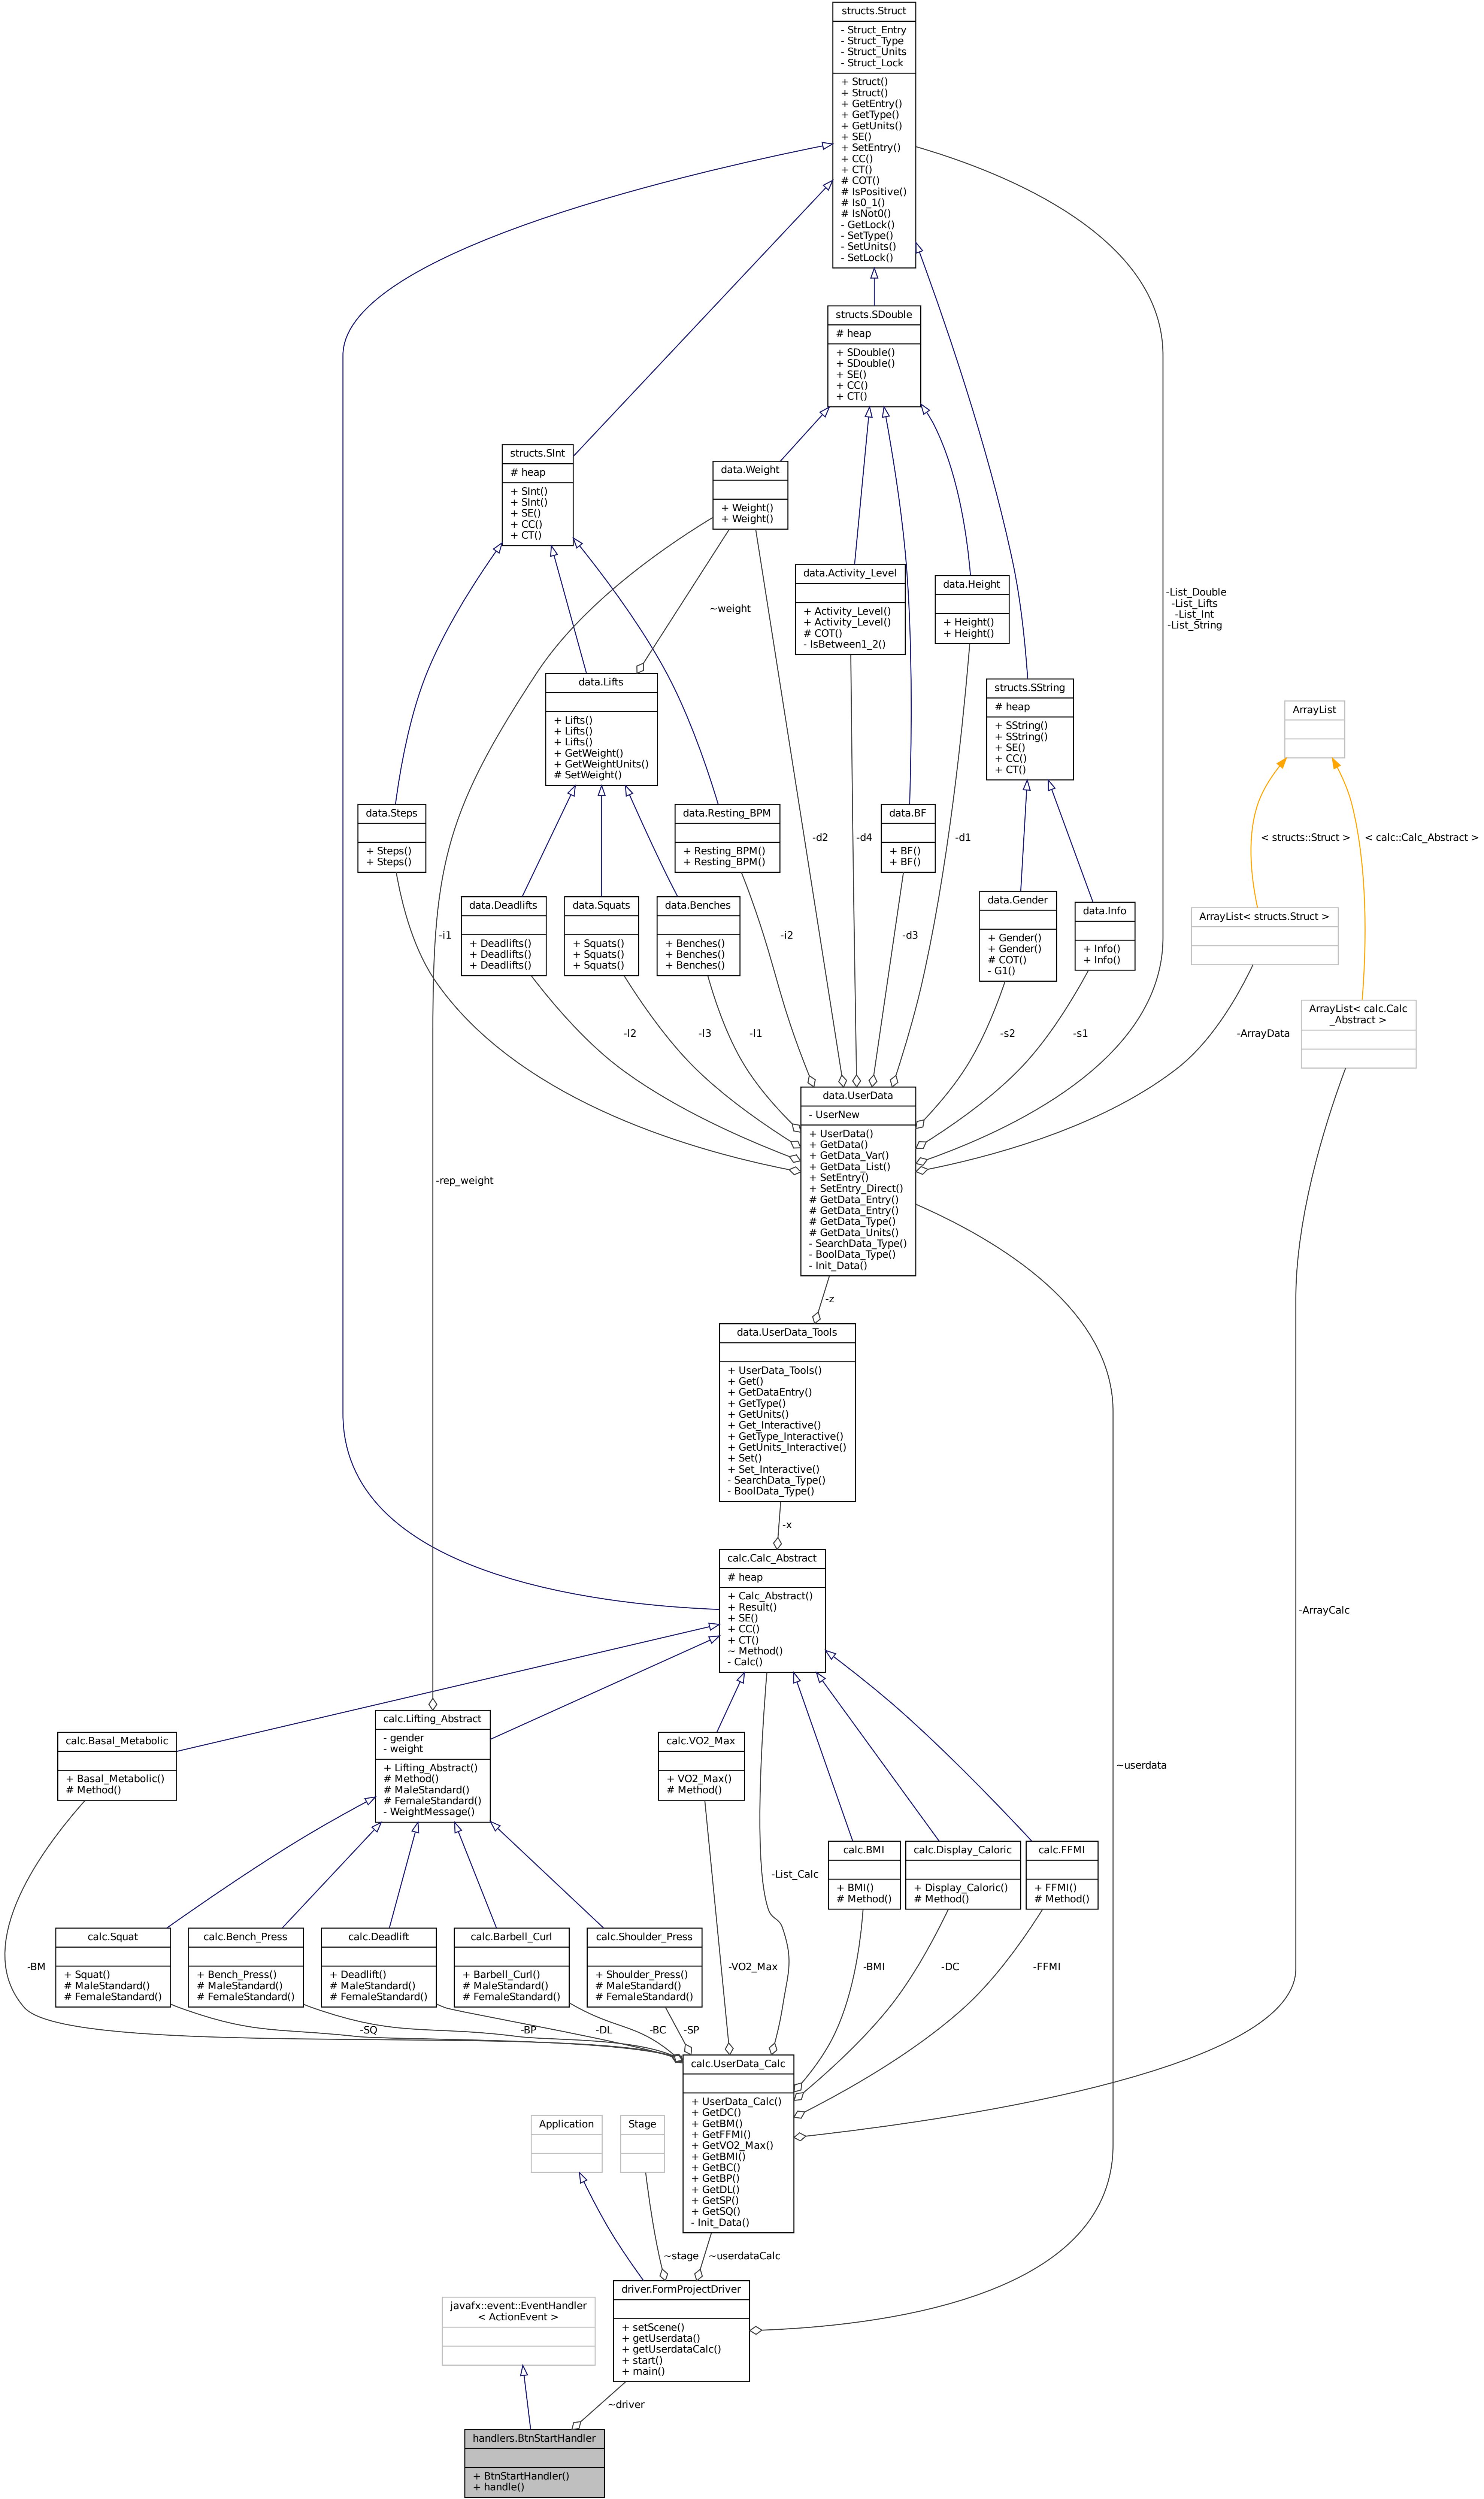 structs.Struct
- Struct_Entry
- Struct_Type
- Struct_Units
- Struct_Lock
+ Struct()
+ Struct()
+ GetEntry()
+ GetType()
+ GetUnits()
+ SE()
+ SetEntry()
+ CC()
+ CT()
# COT()
# IsPositive()
# Is0_1()
# IsNot0()
- GetLock()
- SetType()
- SetUnits()
- SetLock()
structs.SDouble
# heap
+ SDouble()
+ SDouble()
+ SE()
+ CC()
+ CT()
structs.SInt
# heap
+ SInt()
+ SInt()
+ SE()
+ CC()
+ CT()
data.Weight
+ Weight()
+ Weight()
data.Activity_Level
+ Activity_Level()
+ Activity_Level()
# COT()
- IsBetween1_2()
data.Height
+ Height()
+ Height()
~weight
-List_Double
-List_Lifts
-List_Int
-List_String
data.Lifts
+ Lifts()
+ Lifts()
+ Lifts()
+ GetWeight()
+ GetWeightUnits()
# SetWeight()
structs.SString
# heap
+ SString()
+ SString()
+ SE()
+ CC()
+ CT()
ArrayList
data.Steps
+ Steps()
+ Steps()
data.Resting_BPM
+ Resting_BPM()
+ Resting_BPM()
-d2
-d4
data.BF
+ BF()
+ BF()
-d1
< structs::Struct >
< calc::Calc_Abstract >
data.Deadlifts
+ Deadlifts()
+ Deadlifts()
+ Deadlifts()
data.Squats
+ Squats()
+ Squats()
+ Squats()
data.Benches
+ Benches()
+ Benches()
+ Benches()
data.Gender
+ Gender()
+ Gender()
# COT()
- G1()
data.Info
+ Info()
+ Info()
ArrayList< structs.Struct >
-i1
-i2
-d3
ArrayList< calc.Calc
_Abstract >
-l2
-l3
-l1
-s2
-s1
-ArrayData
data.UserData
- UserNew
+ UserData()
+ GetData()
+ GetData_Var()
+ GetData_List()
+ SetEntry()
+ SetEntry_Direct()
# GetData_Entry()
# GetData_Entry()
# GetData_Type()
# GetData_Units()
- SearchData_Type()
- BoolData_Type()
- Init_Data()
-rep_weight
-z
data.UserData_Tools
+ UserData_Tools()
+ Get()
+ GetDataEntry()
+ GetType()
+ GetUnits()
+ Get_Interactive()
+ GetType_Interactive()
+ GetUnits_Interactive()
+ Set()
+ Set_Interactive()
- SearchData_Type()
- BoolData_Type()
-x
calc.Calc_Abstract
# heap
+ Calc_Abstract()
+ Result()
+ SE()
+ CC()
+ CT()
~ Method()
- Calc()
-ArrayCalc
calc.Basal_Metabolic
+ Basal_Metabolic()
# Method()
calc.Lifting_Abstract
- gender
- weight
+ Lifting_Abstract()
# Method()
# MaleStandard()
# FemaleStandard()
- WeightMessage()
calc.VO2_Max
+ VO2_Max()
# Method()
~userdata
-List_Calc
calc.BMI
+ BMI()
# Method()
calc.Display_Caloric
+ Display_Caloric()
# Method()
calc.FFMI
+ FFMI()
# Method()
-BM
calc.Squat
+ Squat()
# MaleStandard()
# FemaleStandard()
calc.Bench_Press
+ Bench_Press()
# MaleStandard()
# FemaleStandard()
calc.Deadlift
+ Deadlift()
# MaleStandard()
# FemaleStandard()
calc.Barbell_Curl
+ Barbell_Curl()
# MaleStandard()
# FemaleStandard()
calc.Shoulder_Press
+ Shoulder_Press()
# MaleStandard()
# FemaleStandard()
-VO2_Max
-BMI
-DC
-FFMI
-SQ
-BP
-DL
-BC
-SP
calc.UserData_Calc
+ UserData_Calc()
+ GetDC()
+ GetBM()
+ GetFFMI()
+ GetVO2_Max()
+ GetBMI()
+ GetBC()
+ GetBP()
+ GetDL()
+ GetSP()
+ GetSQ()
- Init_Data()
Application
Stage
~stage
~userdataCalc
driver.FormProjectDriver
+ setScene()
+ getUserdata()
+ getUserdataCalc()
+ start()
+ main()
javafx::event::EventHandler
< ActionEvent >
~driver
handlers.BtnStartHandler
+ BtnStartHandler()
+ handle()